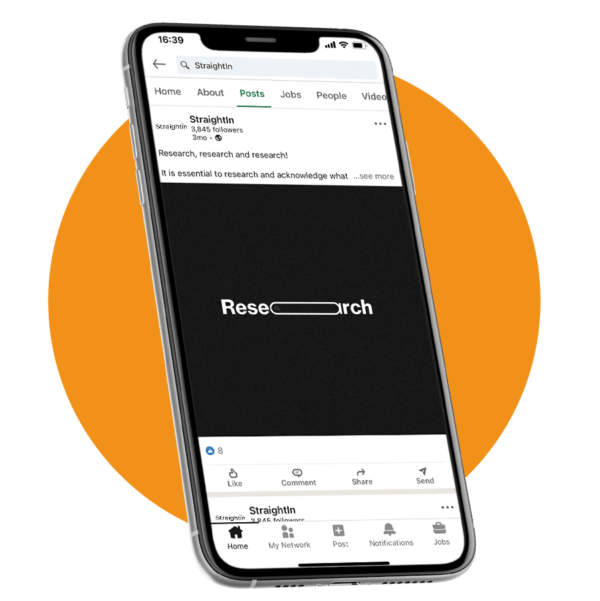 16:39
StraightIn
Home About Posts Jobs People Video
StraightIn
StraightIn
3,845 followers
3mo •
Research, research and research!
It is essential to research and acknowledge what ...see more
Rese arch
8
Like Comment Share Send
StraightIn
StraightIn
3,845 followers
Home My Network Post Notifications Jobs